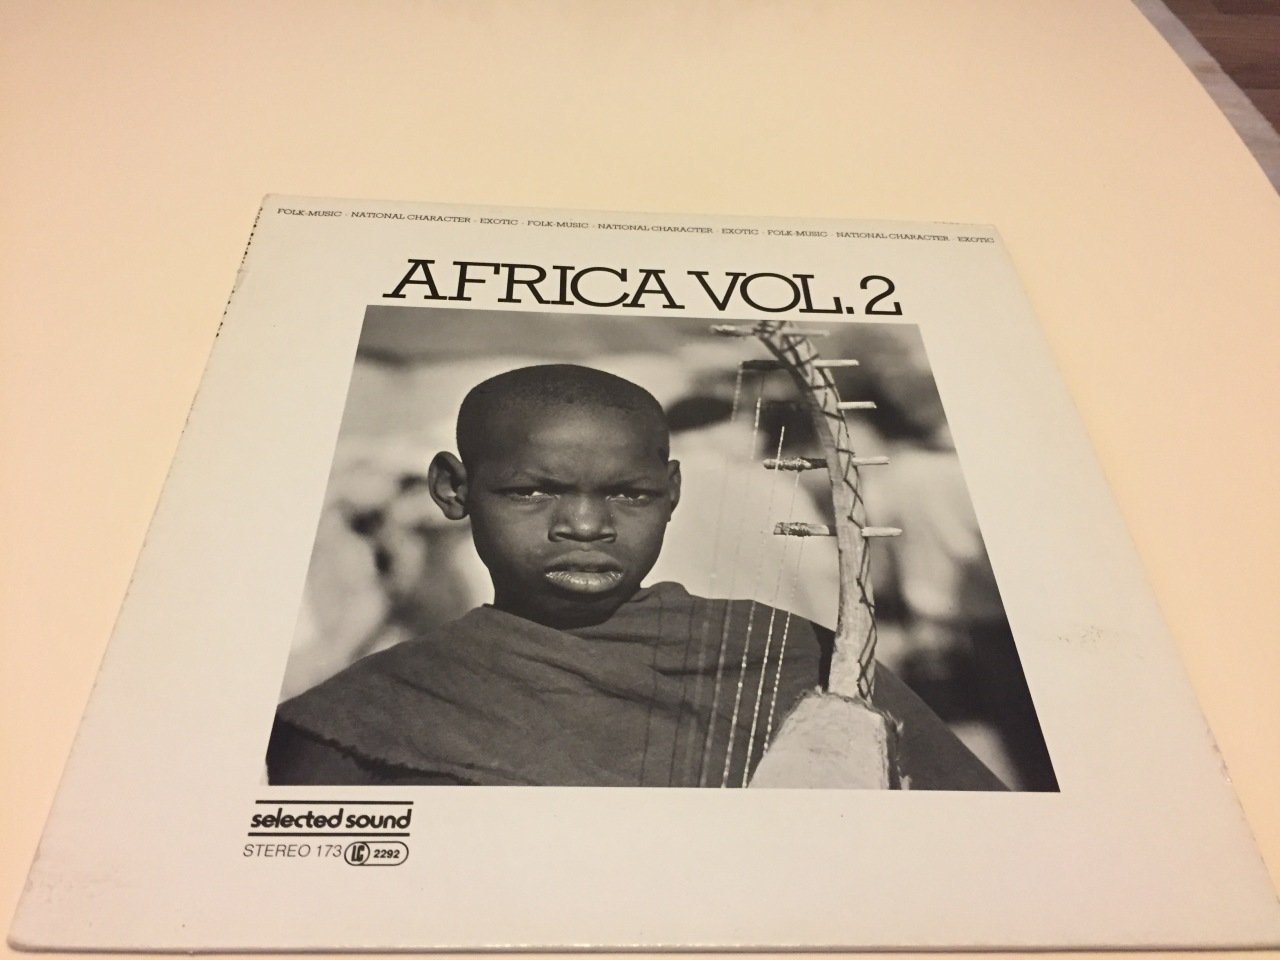 FOLK-MUSIC · NATIONAL CHARACTER · EXOTIC · FOLK-MUSIC · NATIONAL CHARACTER · EXOTIC · FOLK-MUSIC · NATIONAL CHARACTER · EXOTIC
AFRICA VOL. 2
selected sound
STEREO 173 LC 2292